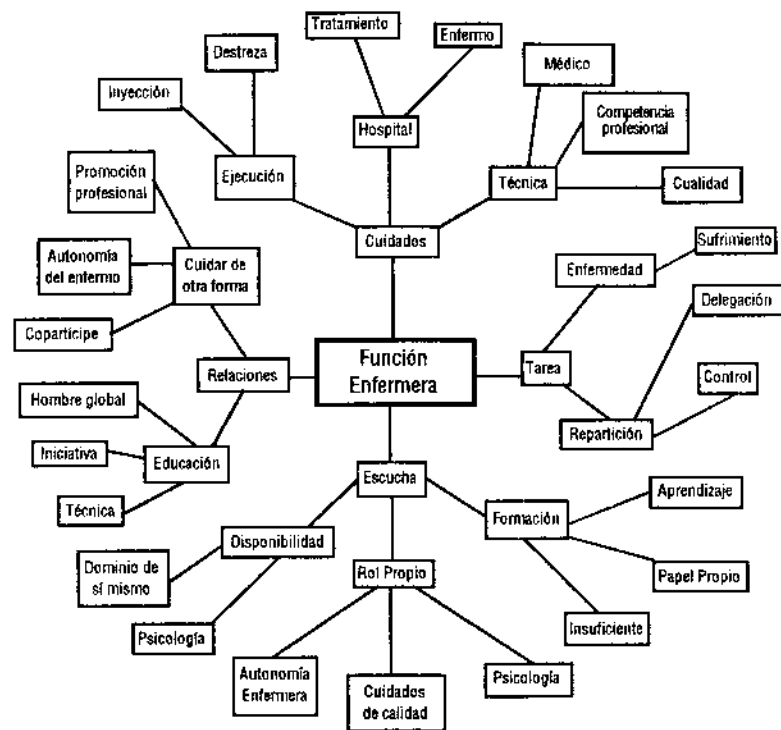 Tratamiento
Enfermo
Destreza
Médico
Inyección
Competencia
profesional
Hospital
Promoción
profesional
Ejecución
Técnica
Cualidad
Cuidados
Sufrimiento
Autonomía
del enfermo
Cuidar de
otra forma
Enfermedad
Delegación
Copartícipe
Función
Enfermera
Relaciones
Tarea
Control
Hombre global
Repartición
Iniciativa
Educación
Escucha
Aprendizaje
Técnica
Formación
Disponibilidad
Dominio de
sí mismo
Rol Propio
Papel Propio
Psicología
Insuficiente
Autonomía
Enfermera
Cuidados
de calidad
Psicología